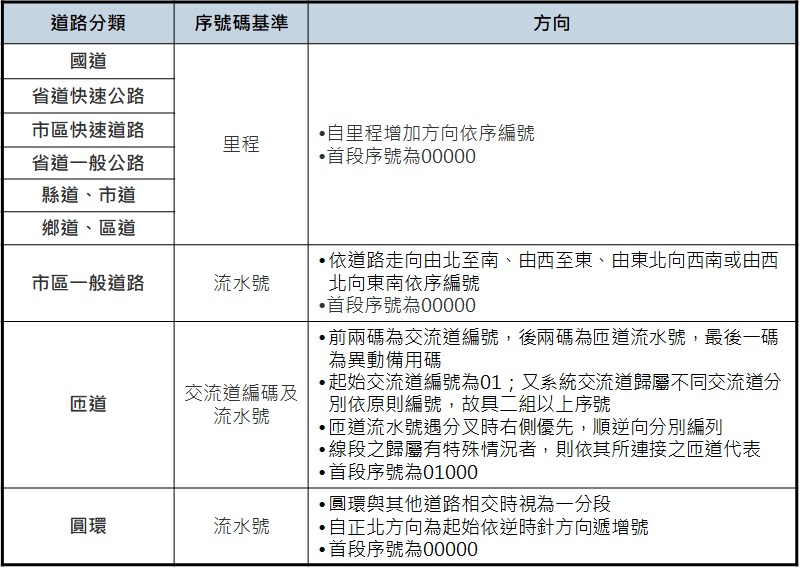 道路分類 序號碼基準 方向
國道
省道快速公路
市區快速道路
省道一般公路
縣道、市道
鄉道、區道
里程
•自里程增加方向依序編號
•首段序號為00000
市區一般道路
流水號
•依道路走向由北至南、由西至東、由東北向西南或由西
北向東南依序編號
•首段序號為00000
匝道
交流道編碼及
流水號
•前兩碼為交流道編號，後兩碼為匝道流水號，最後一碼
為異動備用碼
•起始交流道編號為01；又系統交流道歸屬不同交流道分
別依原則編號，故具二組以上序號
•匝道流水號遇分叉時右側優先，順逆向分別編列
•線段之歸屬有特殊情況者，則依其所連接之匝道代表
•首段序號為01000
圓環
流水號
•圓環與其他道路相交時視為一分段
•自正北方向為起始依逆時針方向遞增號
•首段序號為00000